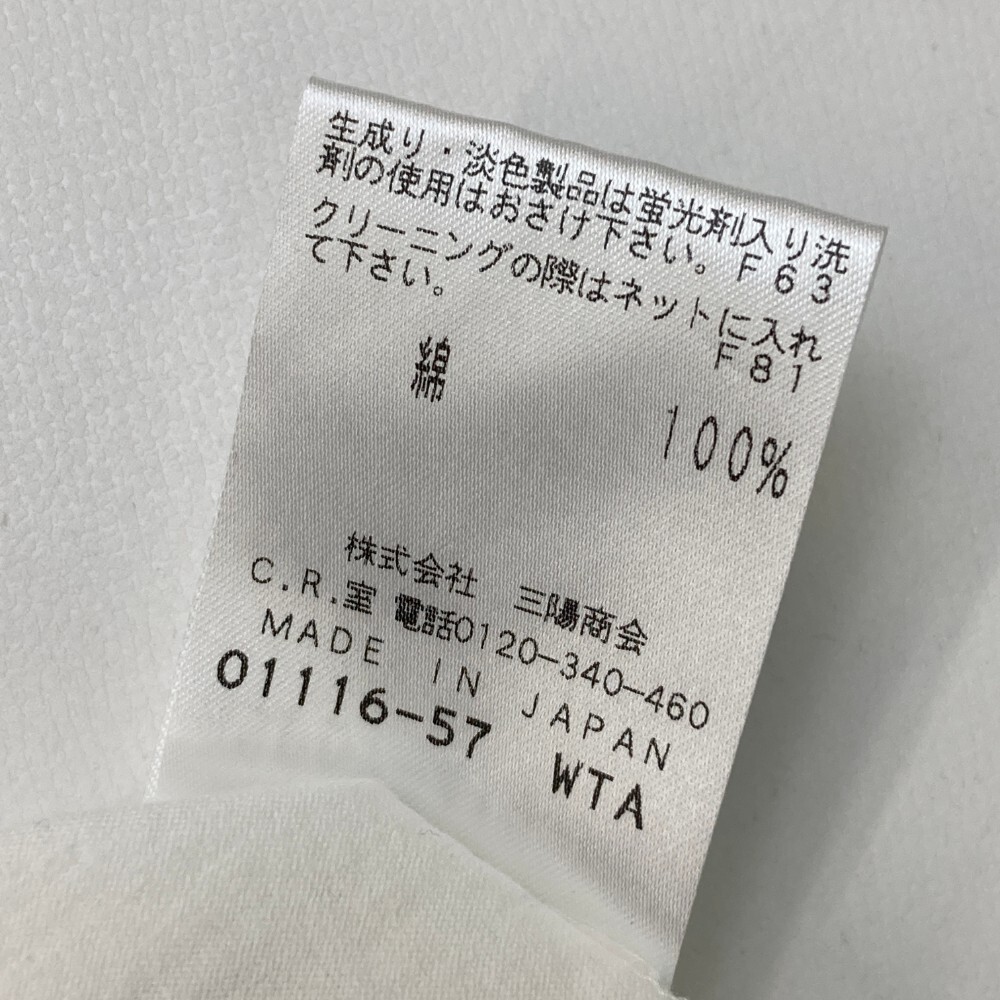 生成り・淡色製品は蛍光剤入り洗
剤の使用はおさけ下さい。F63
クリーニングの際はネットに入れ
て下さい。 F81
綿 100%
株式会社 三陽商会
C.R.室 電話0120-340-460
MADE IN JAPAN
01116-57 WTA